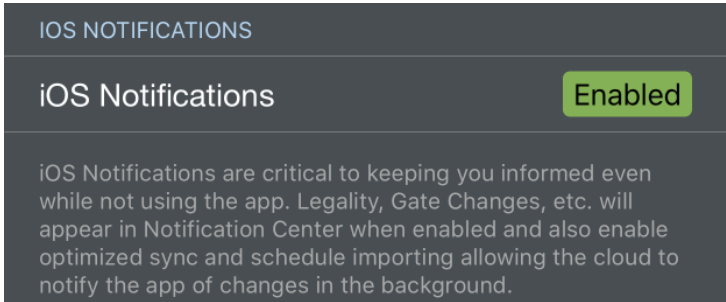 IOS NOTIFICATIONS
iOS Notifications Enabled
iOS Notifications are critical to keeping you informed even
while not using the app. Legality, Gate Changes, etc. will
appear in Notification Center when enabled and also enable
optimized sync and schedule importing allowing the cloud to
notify the app of changes in the background.